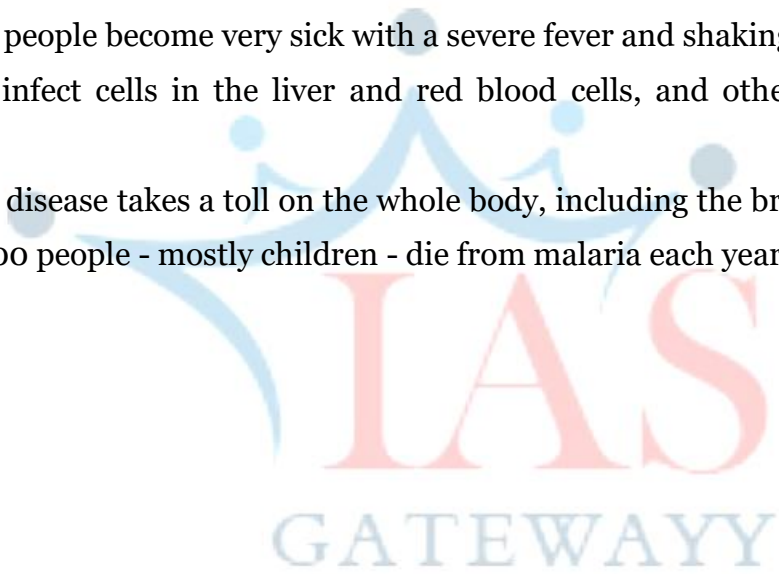 people become very sick with a severe fever and shaking
infect cells in the liver and red blood cells, and othe
disease takes a toll on the whole body, including the br
00 people - mostly children - die from malaria each year
IAS
GATEWAYY